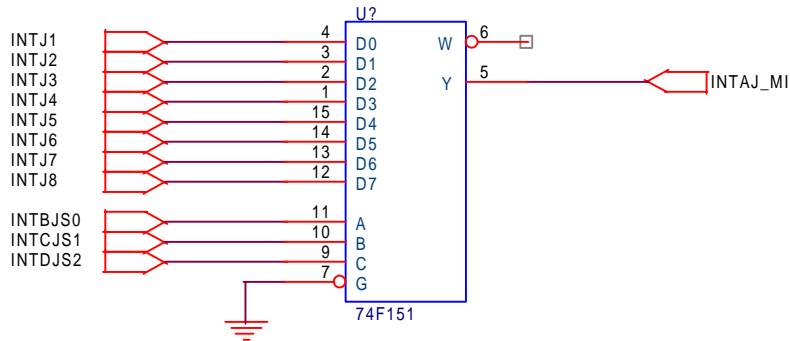 U?
INTJ1 4 D0 W 6
INTJ2 3 D1
INTJ3 2 D2 Y 5 INTAJ_MI
INTJ4 1 D3
INTJ5 15 D4
INTJ6 14 D5
INTJ7 13 D6
INTJ8 12 D7
INTBJS0 11 A
INTCJS1 10 B
INTDJS2 9 C
7 G
74F151